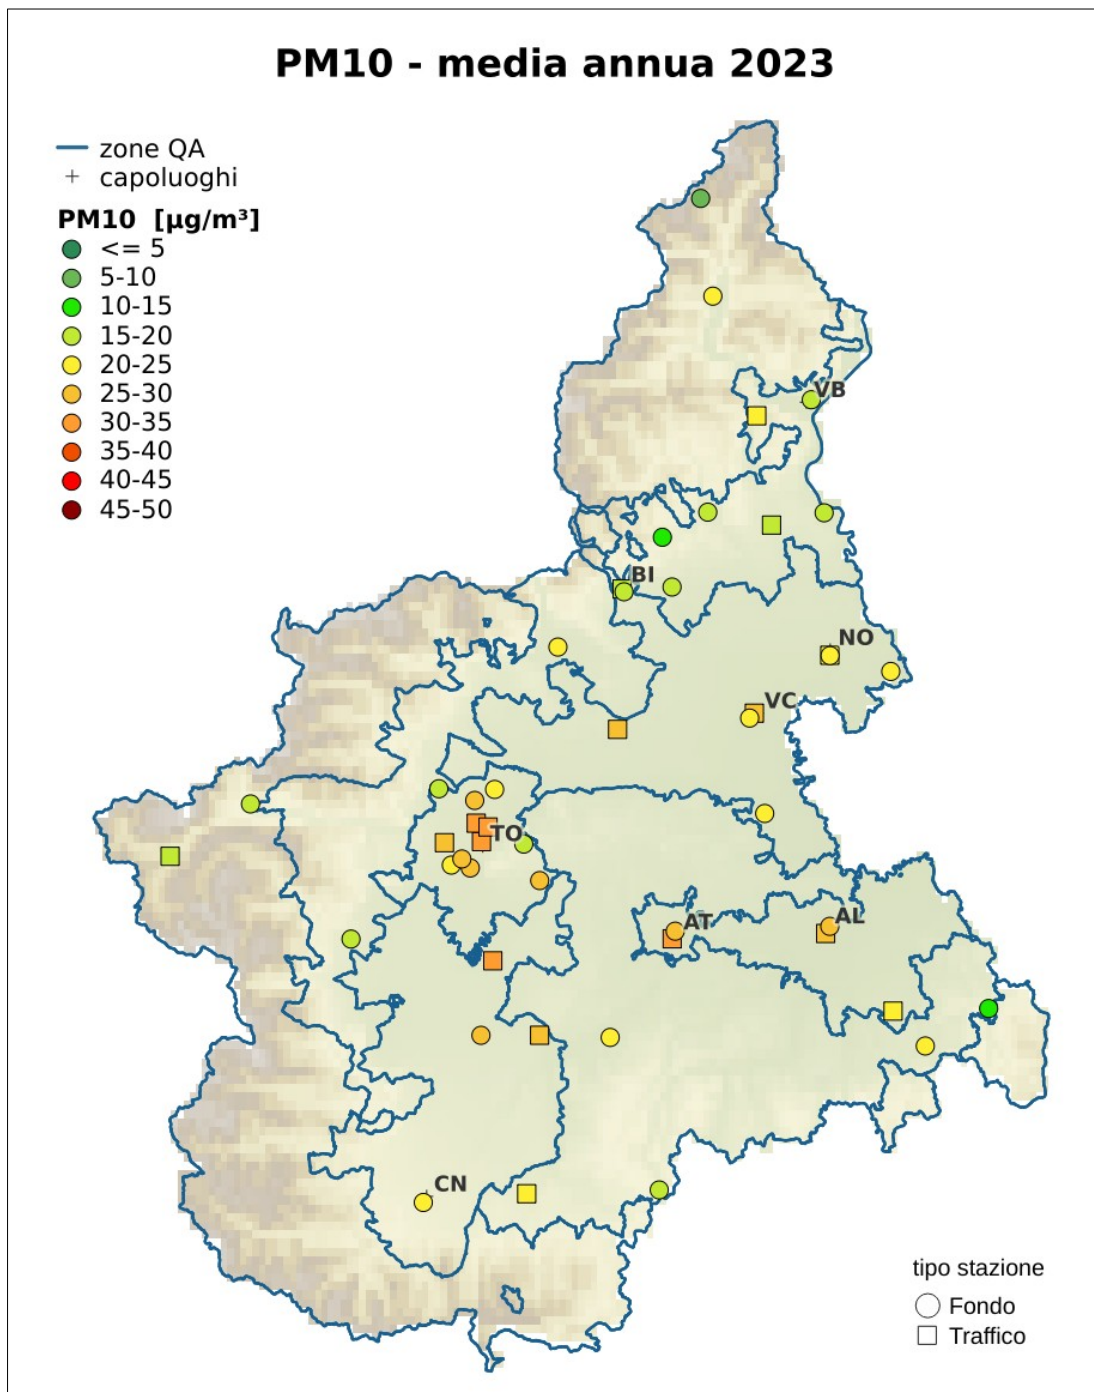 PM10 - media annua 2023
zone QA
capoluoghi
PM10 [µg/m³]
<= 5
5-10
10-15
15-20
20-25
25-30
30-35
35-40
40-45
45-50
VB
BI
NO
VC
TO
AT
AL
CN
tipo stazione
Fondo
Traffico